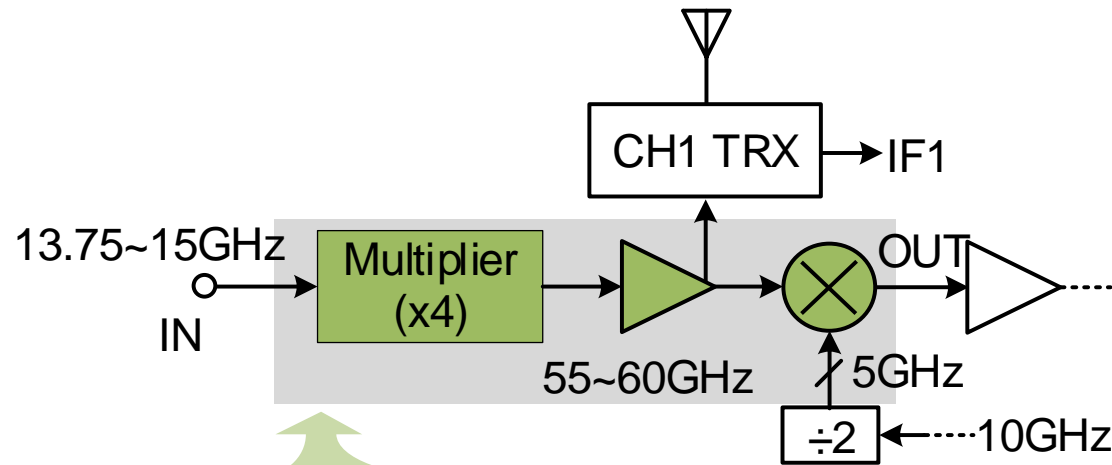 CH1 TRX
IF1
13.75~15GHz
Multiplier
(x4)
OUT
IN
55~60GHz
5GHz
÷2
10GHz